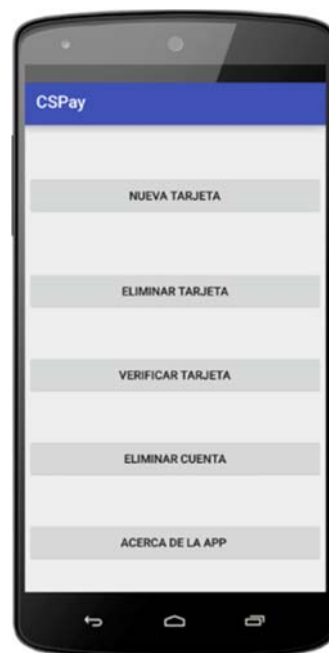 CSPay
NUEVA TARJETA
ELIMINAR TARJETA
VERIFICAR TARJETA
ELIMINAR CUENTA
ACERCA DE LA APP